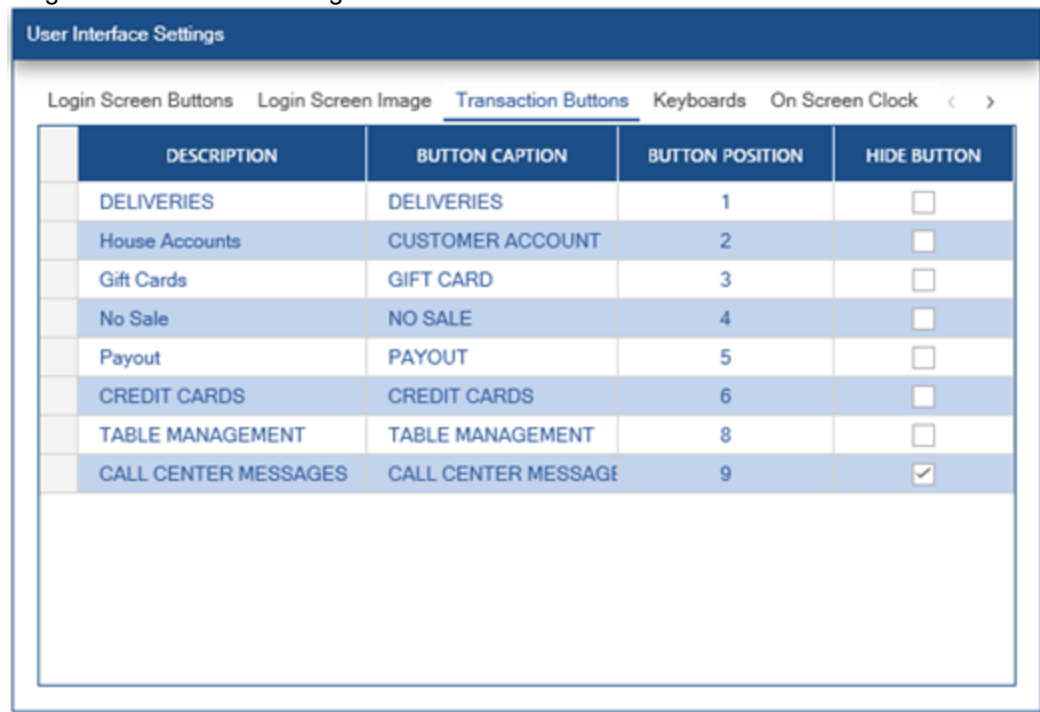 User Interface Settings
Login Screen Buttons Login Screen Image Transaction Buttons Keyboards On Screen Clock < >
DESCRIPTION BUTTON CAPTION BUTTON POSITION HIDE BUTTON
DELIVERIES DELIVERIES 1
House Accounts CUSTOMER ACCOUNT 2
Gift Cards GIFT CARD 3
No Sale NO SALE 4
Payout PAYOUT 5
CREDIT CARDS CREDIT CARDS 6
TABLE MANAGEMENT TABLE MANAGEMENT 8
CALL CENTER MESSAGES CALL CENTER MESSAGE 9